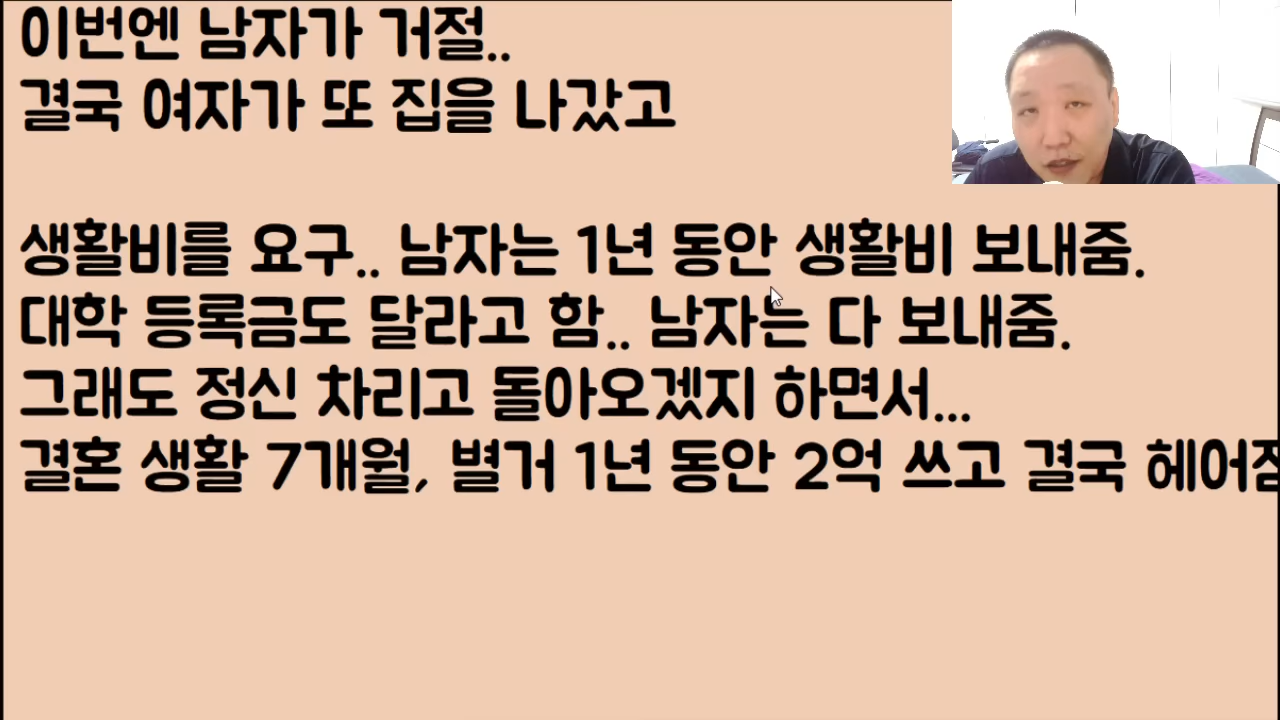 이번엔 남자가 거절..
결국 여자가 또 집을 나갔고
생활비를 요구.. 남자는 1년 동안 생활비 보내줌.
대학 등록금도 달라고 함.. 남자는 다 보내줌.
그래도 정신 차리고 돌아오겠지 하면서...
결혼 생활 7개월, 별거 1년 동안 2억 쓰고 결국